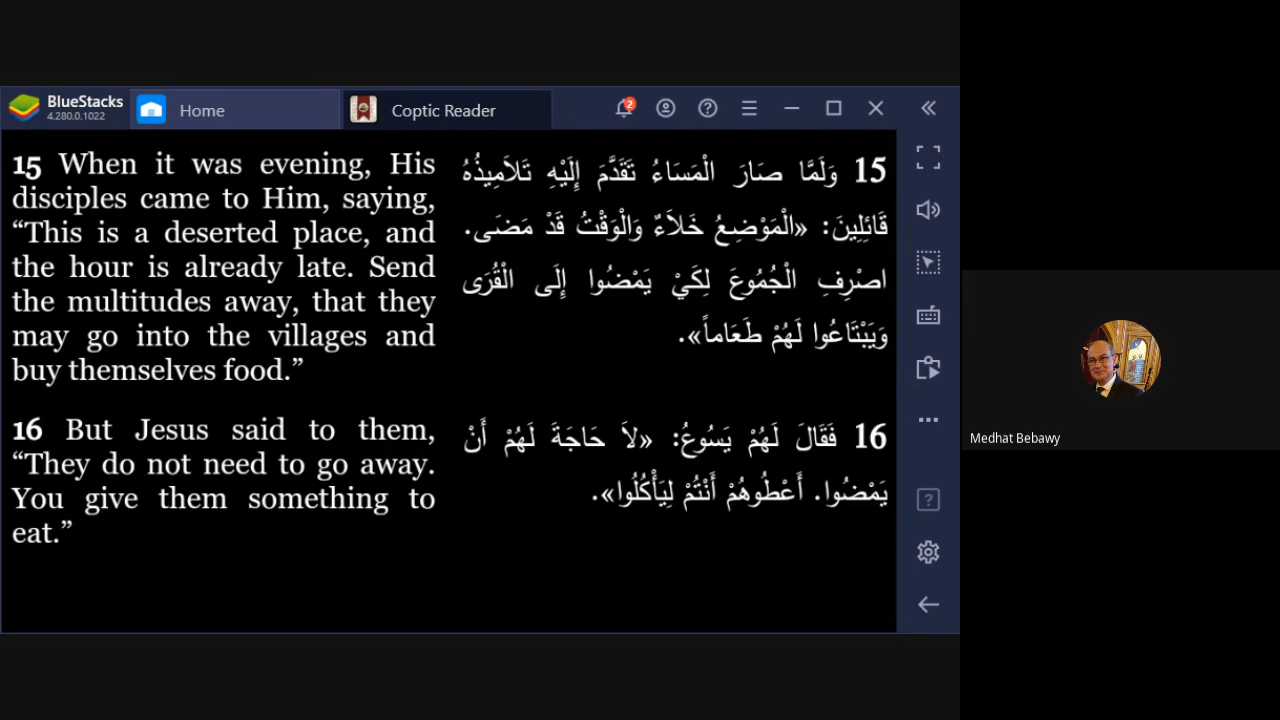 BlueStacks
4.280.0.1022
Home
Coptic Reader
2
15 When it was evening, His
disciples came to Him, saying,
“This is a deserted place, and
the hour is already late. Send
the multitudes away, that they
may go into the villages and
buy themselves food.”
15 وَلَمَّا صَارَ الْمَسَاءُ تَقَدَّمَ إِلَيْهِ تَلاَمِيذُهُ
قَائِلِينَ: «الْمَوْضِعُ خَلاَءٌ وَالْوَقْتُ قَدْ مَضَى.
اصْرِفِ الْجُمُوعَ لِكَيْ يَمْضُوا إِلَى الْقُرَى
وَيَبْتَاعُوا لَهُمْ طَعَاماً».
16 But Jesus said to them,
“They do not need to go away.
You give them something to
eat.”
16 فَقَالَ لَهُمْ يَسُوعُ: «لاَ حَاجَةَ لَهُمْ أَنْ
يَمْضُوا. أَعْطُوهُمْ أَنْتُمْ لِيَأْكُلُوا».
Medhat Bebawy